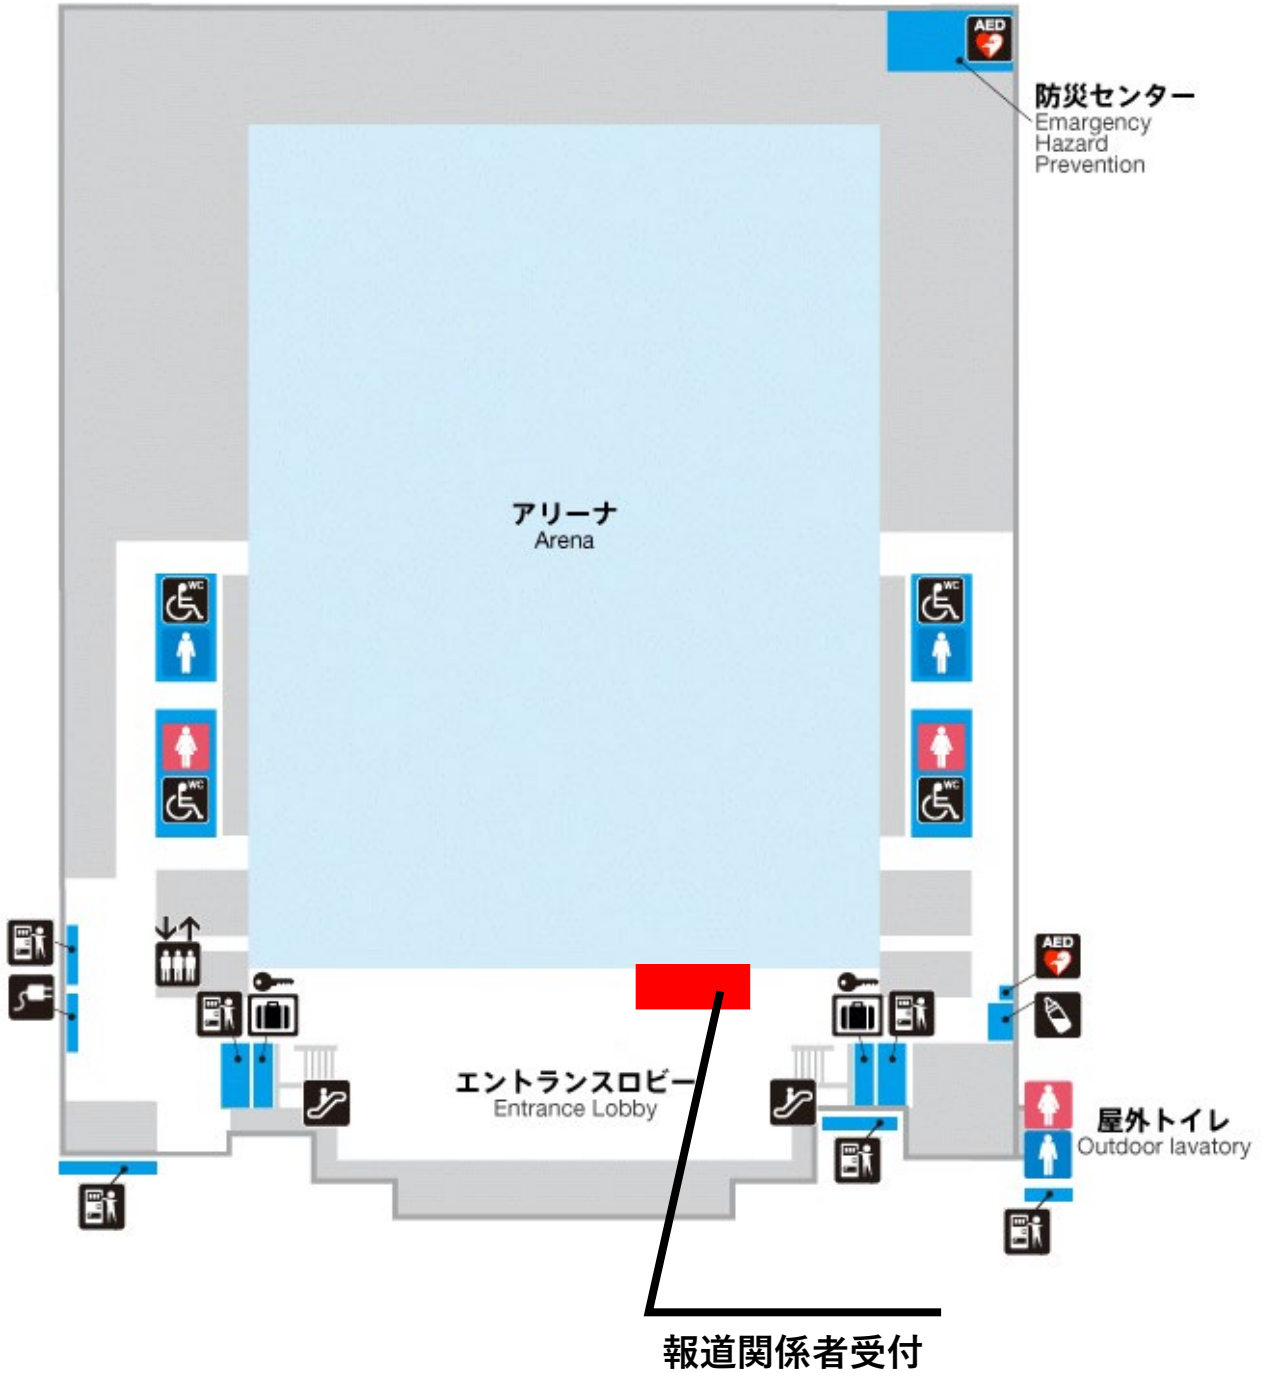 AED
防災センター
Emargency
Hazard
Prevention
アリーナ
Arena
WC
WC
WC
WC
AED
エントランスロビー
Entrance Lobby
屋外トイレ
Outdoor lavatory
報道関係者受付